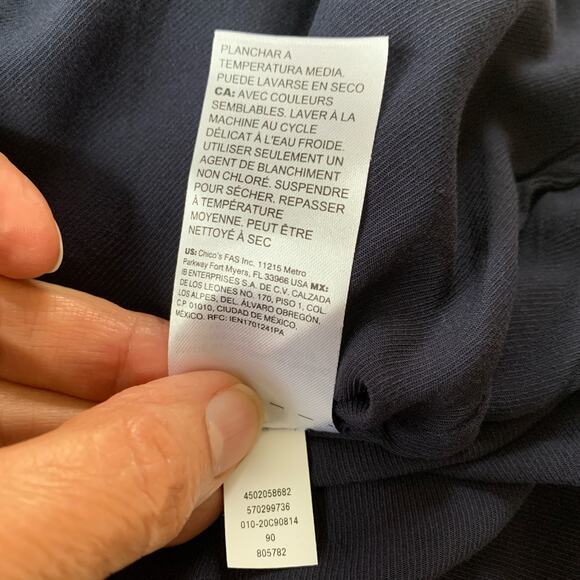 PLANCHAR A
TEMPERATURA MEDIA.
PUEDE LAVARSE EN SECO
CA: AVEC COULEURS
SEMBLABLES. LAVER À LA
MACHINE AU CYCLE
DÉLICAT À L'EAU FROIDE.
UTILISER SEULEMENT UN
AGENT DE BLANCHIMENT
NON CHLORÉ. SUSPENDRE
POUR SÉCHER. REPASSER
À TEMPÉRATURE
MOYENNE. PEUT ÊTRE
NETTOYÉ À SEC
US: Chico's FAS Inc. 11215 Metro
Parkway Fort Myers, FL 33966 USA MX:
IB ENTERPRISES S.A. DE C.V. CALZADA
DE LOS LEONES NO. 170, PISO 1, COL.
LOS ALPES, DEL. ÁLVARO OBREGÓN,
C.P. 01010, CIUDAD DE MÉXICO,
MÉXICO. RFC: IEN1701241PA
4502058682
570299736
010-20C90814
90
805782